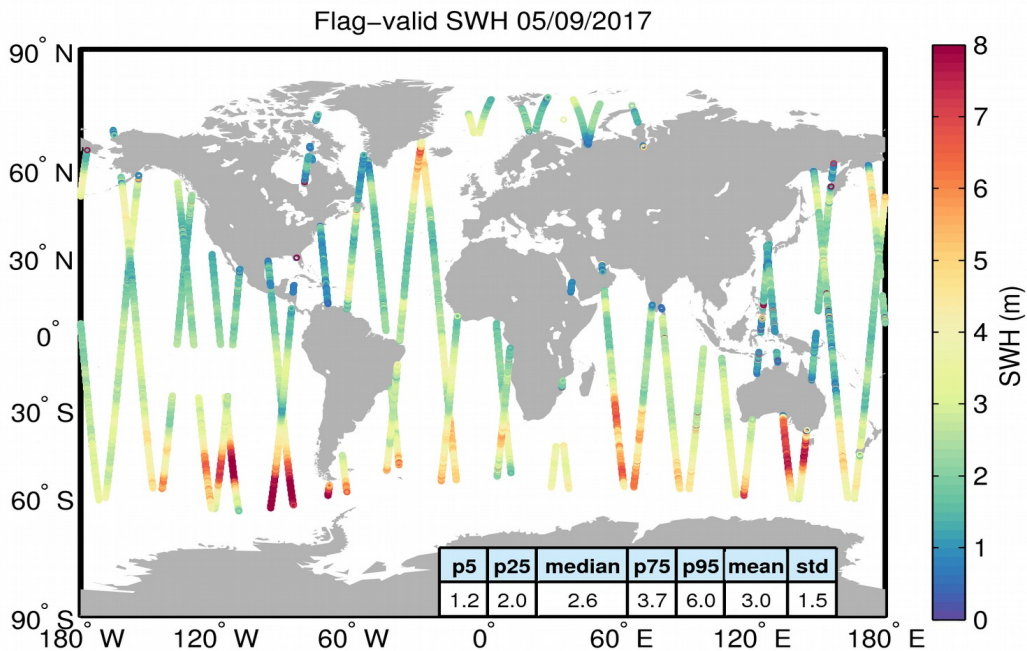 Flag−valid SWH 05/09/2017
90° N
60° N
30° N
0°
30° S
60° S
90° S
180° W
120° W
60° W
0°
60° E
120° E
180° E
p5 p25 median p75 p95 mean std
1.2 2.0 2.6 3.7 6.0 3.0 1.5
8
7
6
5
4
3
2
1
0
SWH (m)